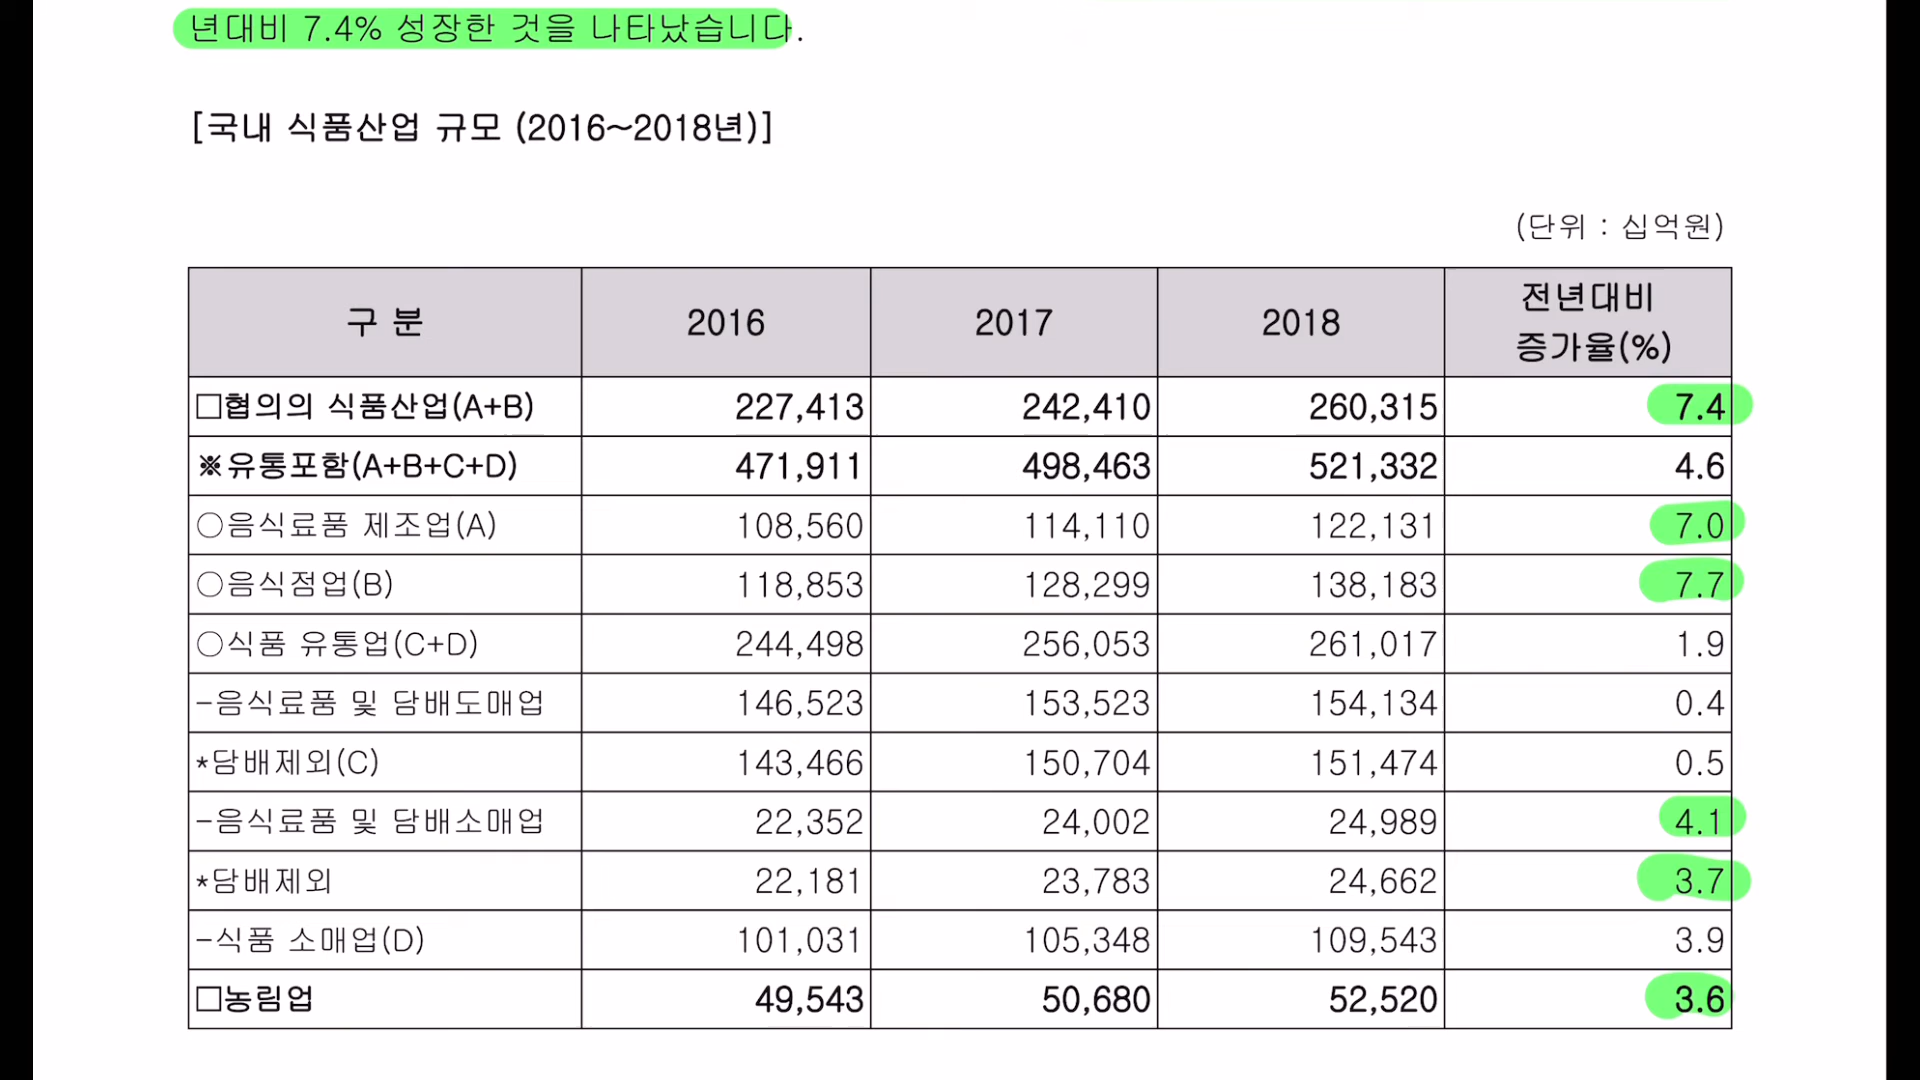 년대비 7.4% 성장한 것을 나타났습니다.
[국내 식품산업 규모 (2016~2018년)]
(단위 : 십억원)
구 분 2016 2017 2018 전년대비 증가율(%)
□협의의 식품산업(A+B) 227,413 242,410 260,315 7.4
※유통포함(A+B+C+D) 471,911 498,463 521,332 4.6
○음식료품 제조업(A) 108,560 114,110 122,131 7.0
○음식점업(B) 118,853 128,299 138,183 7.7
○식품 유통업(C+D) 244,498 256,053 261,017 1.9
-음식료품 및 담배도매업 146,523 153,523 154,134 0.4
*담배제외(C) 143,466 150,704 151,474 0.5
-음식료품 및 담배소매업 22,352 24,002 24,989 4.1
*담배제외 22,181 23,783 24,662 3.7
-식품 소매업(D) 101,031 105,348 109,543 3.9
□농림업 49,543 50,680 52,520 3.6